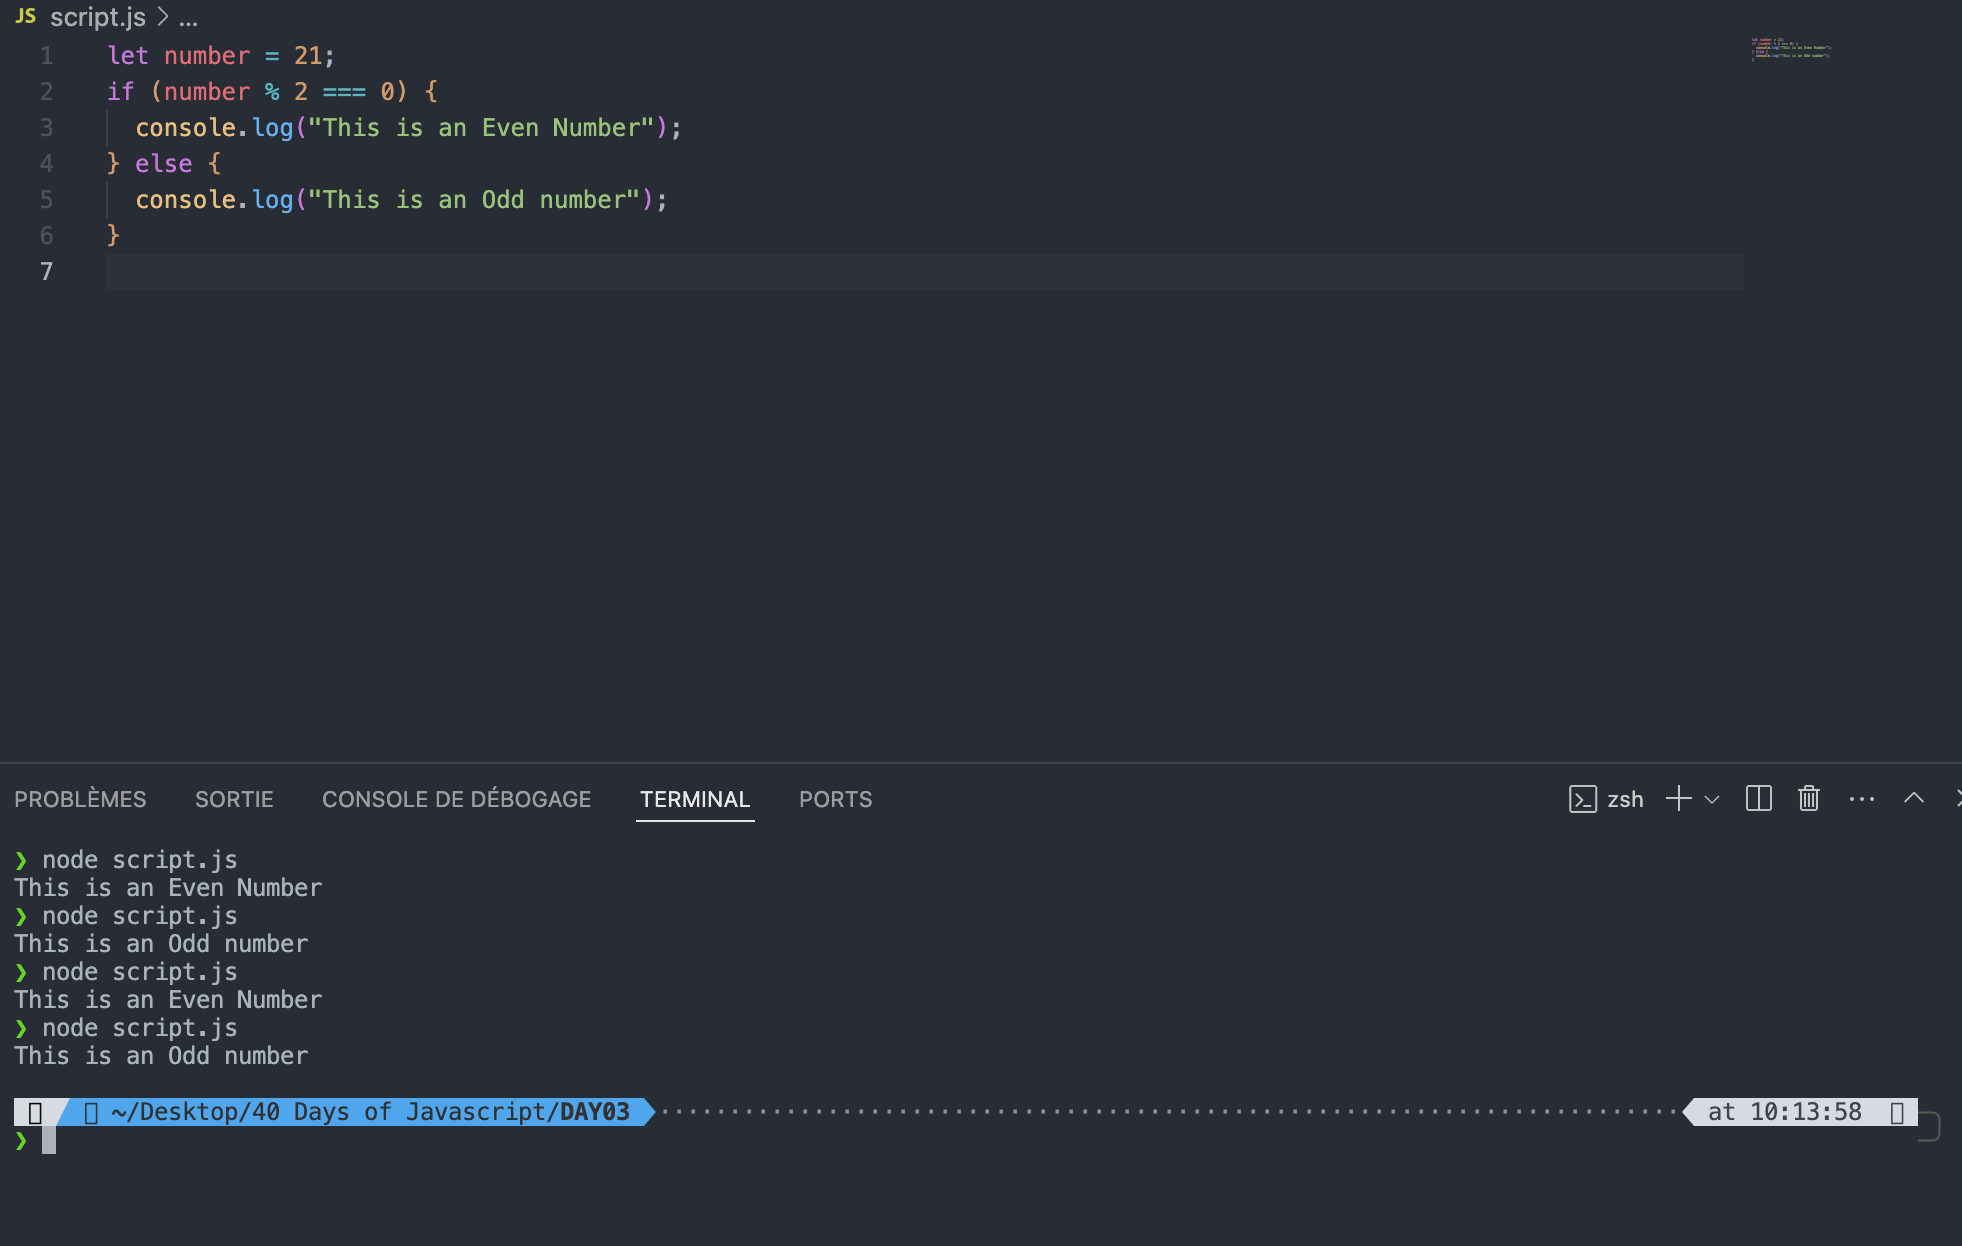 JS script.js > ...
1 let number = 21;
2 if (number % 2 === 0) {
3 console.log("This is an Even Number");
4 } else {
5 console.log("This is an Odd number");
6 }
7
PROBLÈMES SORTIE CONSOLE DE DÉBOGAGE TERMINAL PORTS zsh
❯ node script.js
This is an Even Number
❯ node script.js
This is an Odd number
❯ node script.js
This is an Even Number
❯ node script.js
This is an Odd number
~/Desktop/40 Days of Javascript/DAY03 at 10:13:58
❯